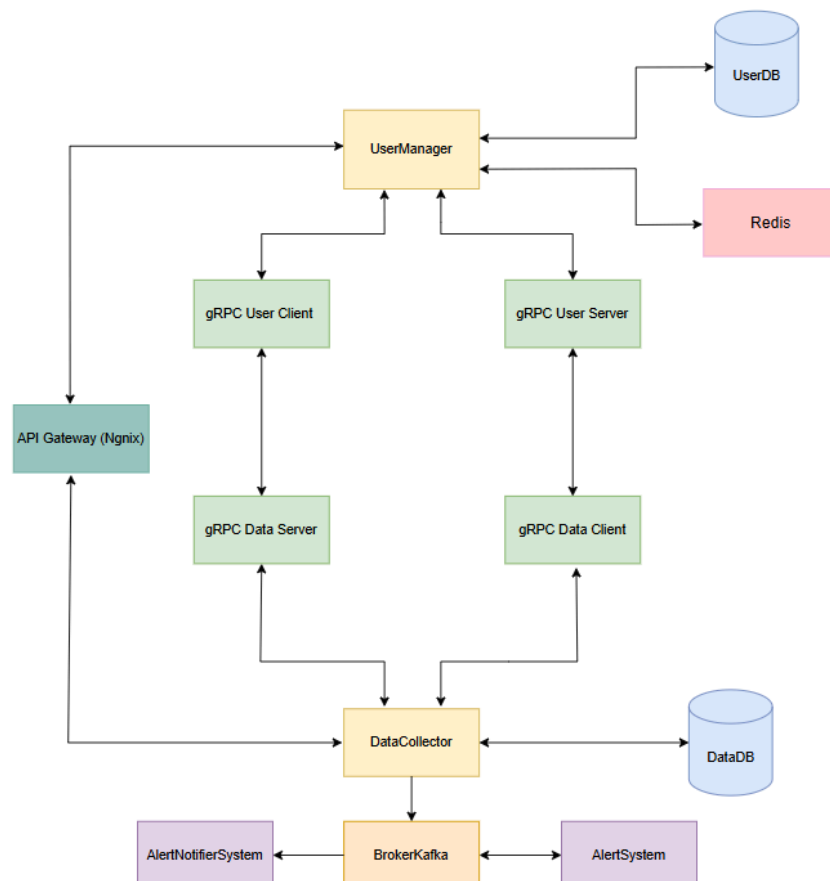 UserDB
UserManager
Redis
gRPC User Client
gRPC User Server
API Gateway (Ngnix)
gRPC Data Server
gRPC Data Client
DataCollector
DataDB
AlertNotifierSystem
BrokerKafka
AlertSystem